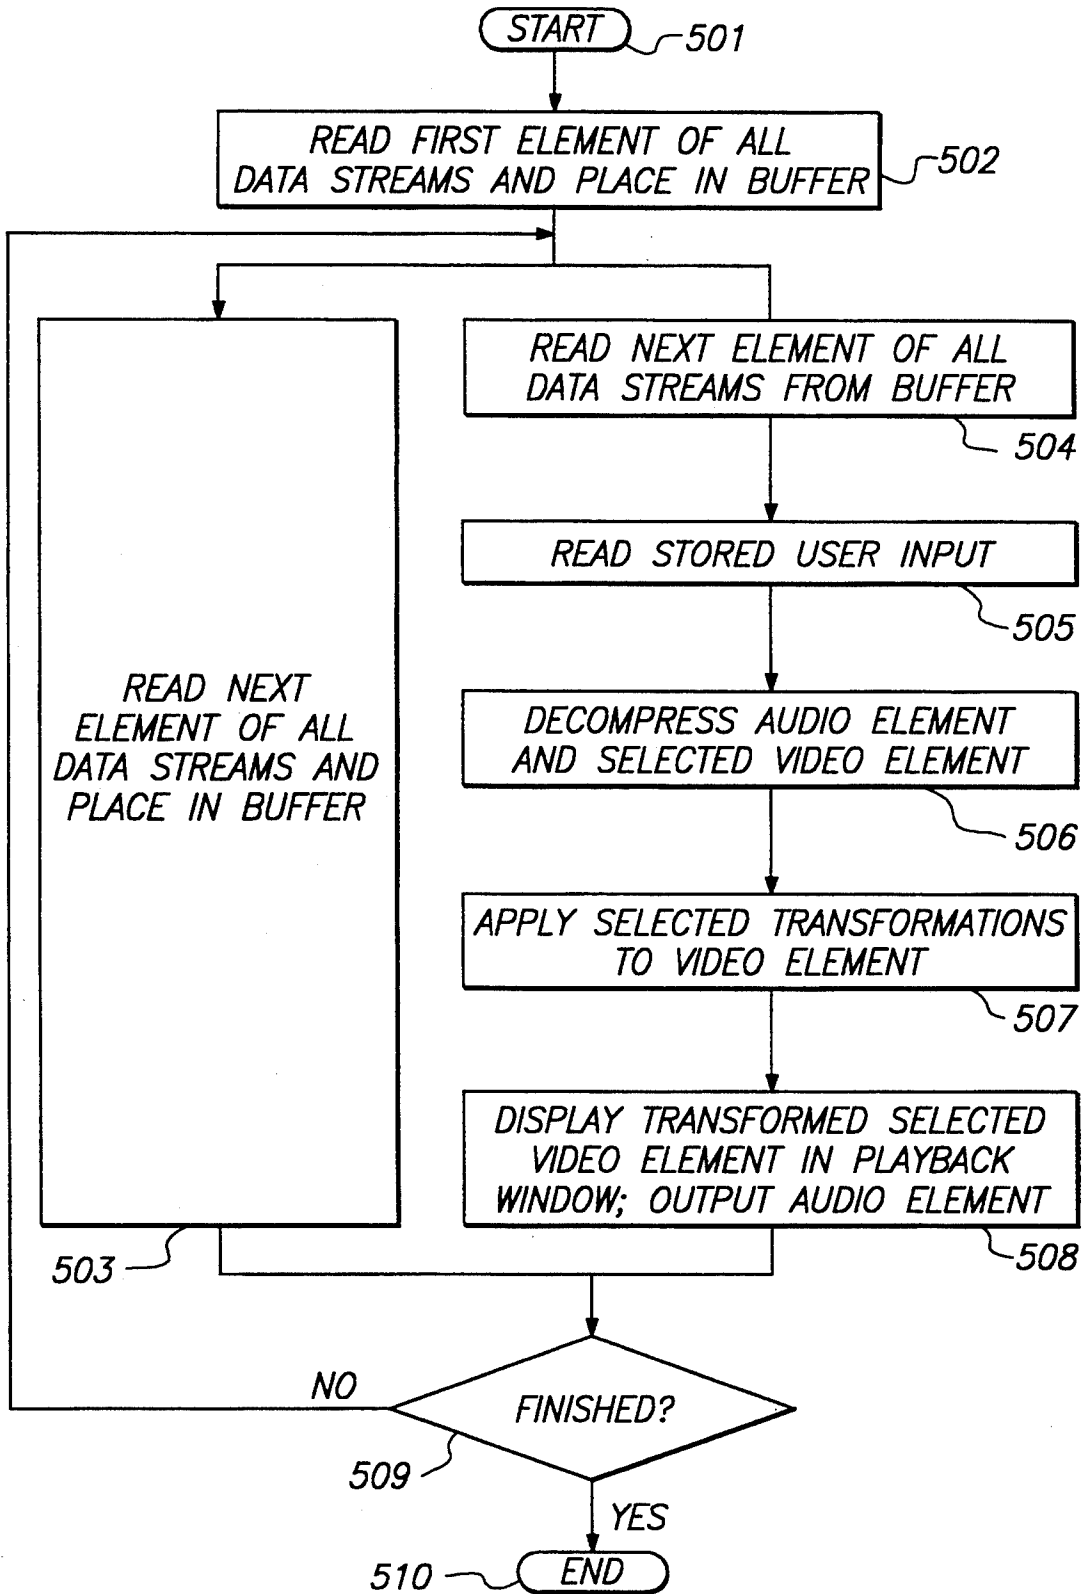 START
501
READ FIRST ELEMENT OF ALL
DATA STREAMS AND PLACE IN BUFFER
502
READ NEXT
ELEMENT OF ALL
DATA STREAMS AND
PLACE IN BUFFER
503
READ NEXT ELEMENT OF ALL
DATA STREAMS FROM BUFFER
504
READ STORED USER INPUT
505
DECOMPRESS AUDIO ELEMENT
AND SELECTED VIDEO ELEMENT
506
APPLY SELECTED TRANSFORMATIONS
TO VIDEO ELEMENT
507
DISPLAY TRANSFORMED SELECTED
VIDEO ELEMENT IN PLAYBACK
WINDOW; OUTPUT AUDIO ELEMENT
508
NO
FINISHED?
509
YES
510
END